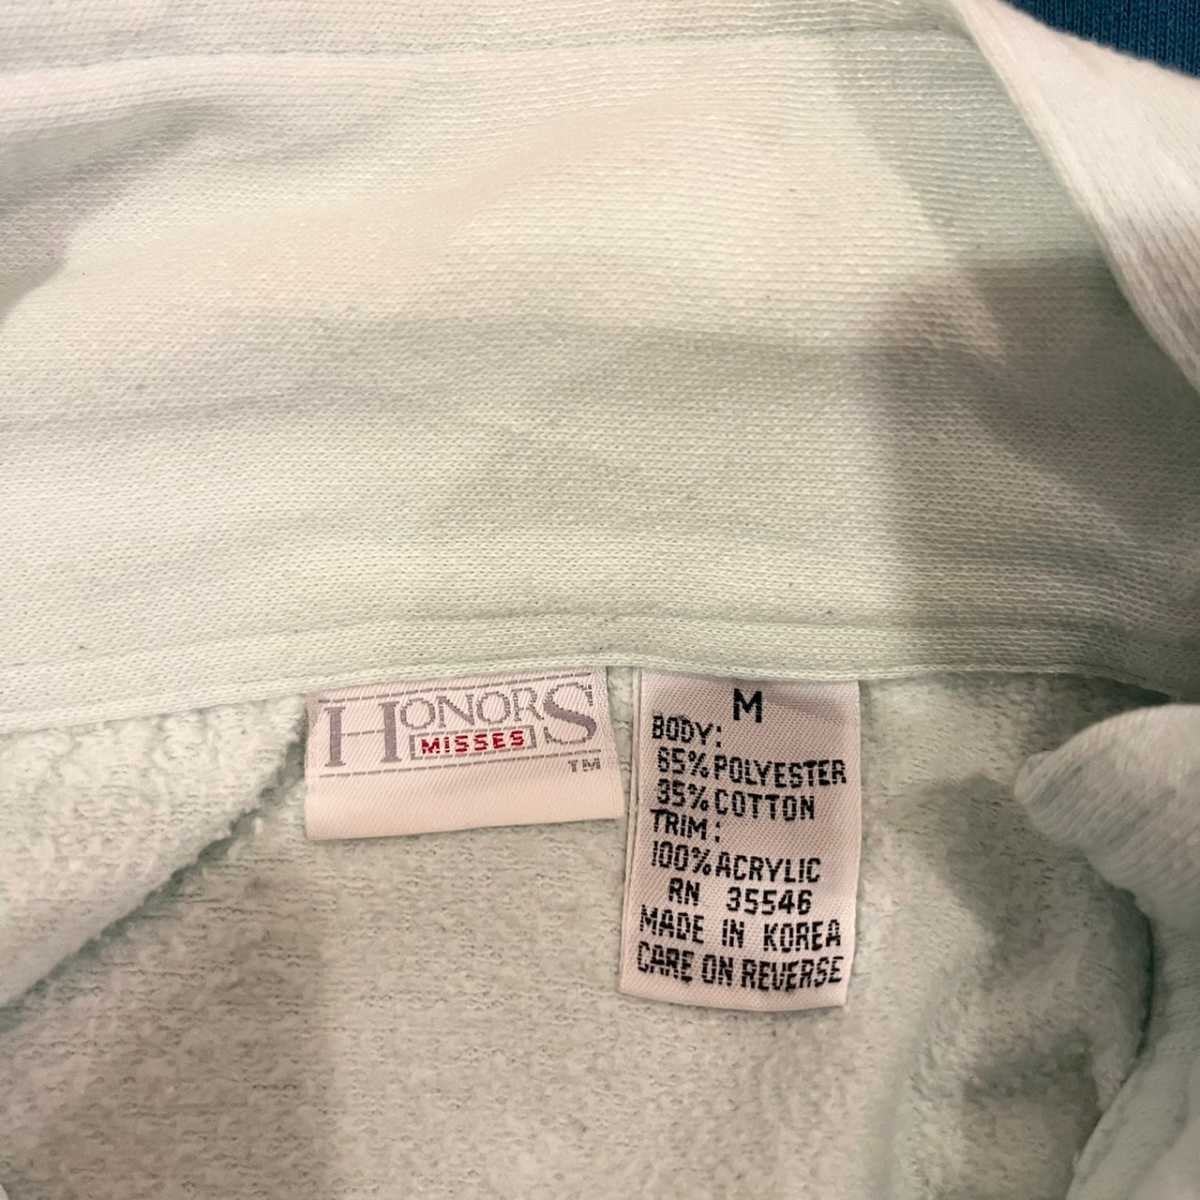 HONORS
MISSES
TM
M
BODY:
65% POLYESTER
35% COTTON
TRIM:
100% ACRYLIC
RN 35546
MADE IN KOREA
CARE ON REVERSE